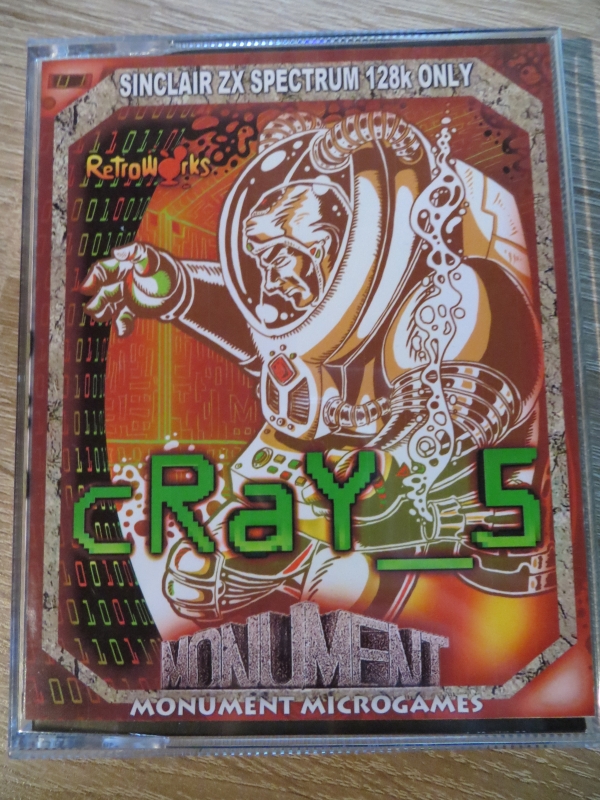 SINCLAIR ZX SPECTRUM 128k ONLY
RetroWorks
cRaY_5
MONUMENT
MONUMENT MICROGAMES